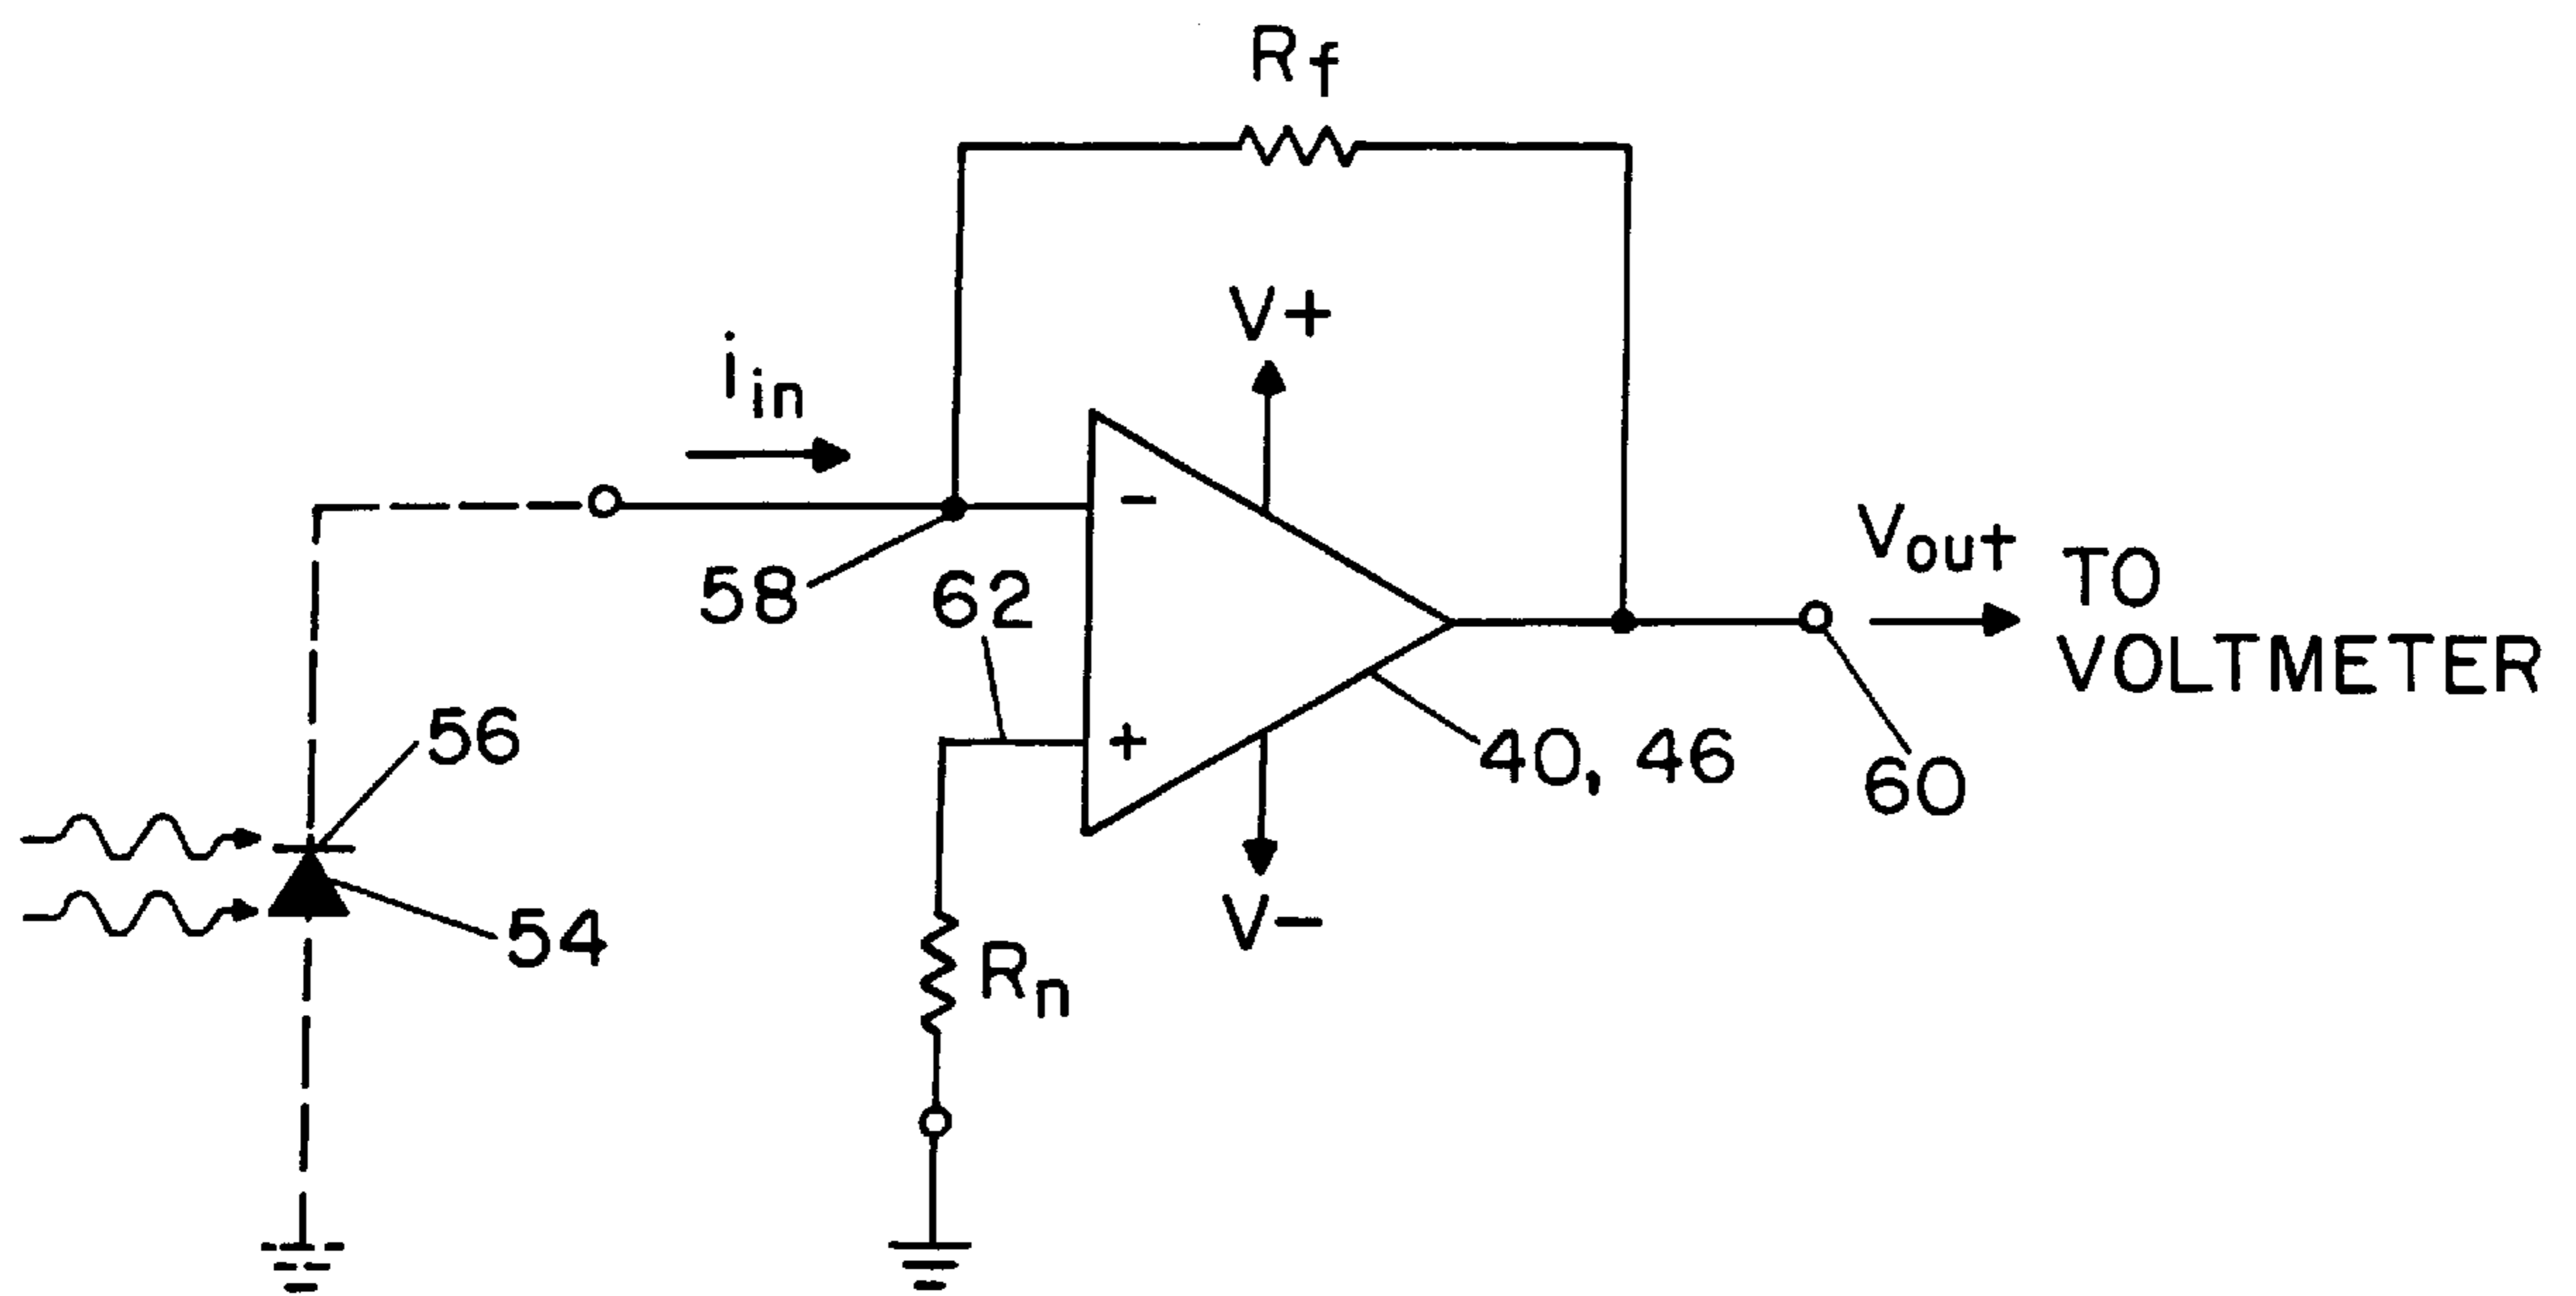 Rf
V+
iin
-
Vout TO
VOLTMETER
58
62
56
+
40, 46
60
54
V-
Rn